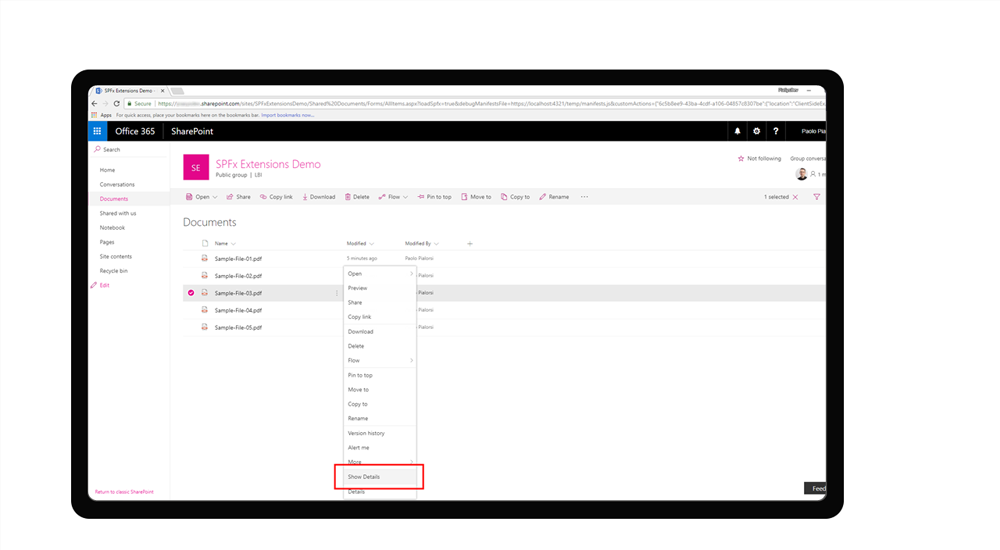 SPFx Extensions Demo
Secure https://
.sharepoint.com/sites/SPFxExtensionsDemo/Shared%20Documents/Forms/AllItems.aspx?loadSpfx=true&debugManifestsFile=https://localhost:4321/temp/manifests.js&customActions={"6c5b8ee9-43ba-4cdf-a106-04857c8307be":{"location":"ClientSideEx
Apps For quick access, place your bookmarks here on the bookmarks bar. Import bookmarks now...
Office 365 SharePoint ? Paolo Pia
Search
SE
SPFx Extensions Demo
Public group | LBI
Not following Group conversa
Home
Conversations
Documents
Shared with us
Notebook
Pages
Site contents
Recycle bin
Edit
Return to classic SharePoint
Open Share Copy link Download Delete Flow Pin to top Move to Copy to Rename ... 1 selected
Documents
Name Modified Modified By +
Sample-File-01.pdf 3 minutes ago Paolo Pialorsi
Sample-File-02.pdf Pialorsi
Sample-File-03.pdf Pialorsi
Sample-File-04.pdf Pialorsi
Sample-File-05.pdf Pialorsi
Open
Preview
Share
Copy link
Download
Delete
Flow
Pin to top
Move to
Copy to
Rename
Version history
Alert me
More
Show Details
Details
Feed